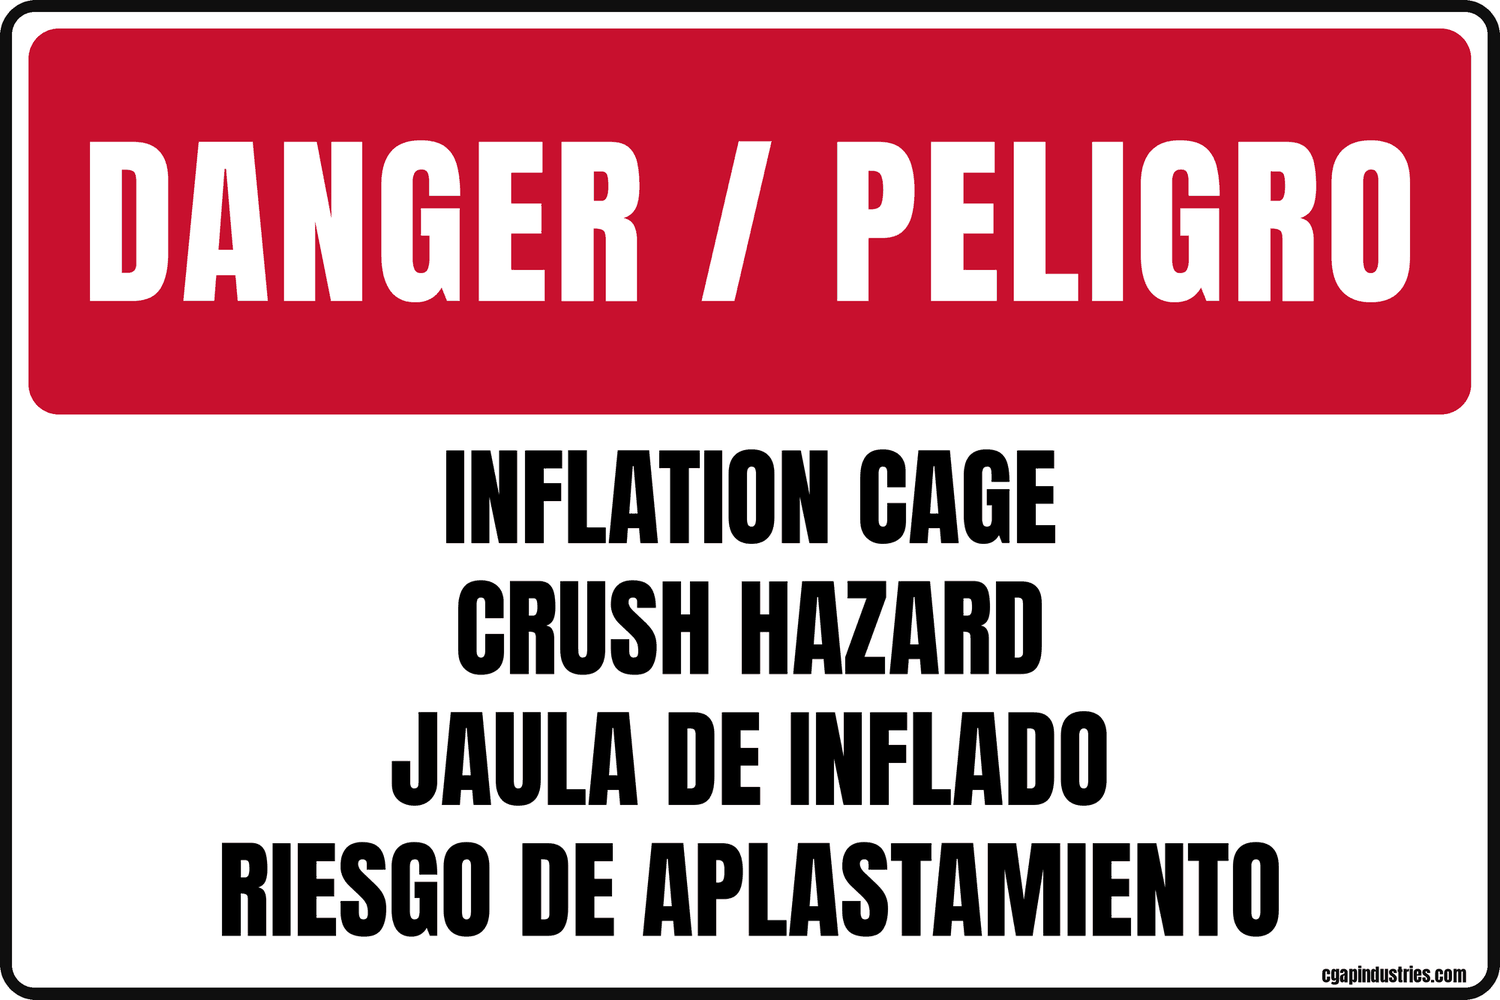 DANGER / PELIGRO
INFLATION CAGE
CRUSH HAZARD
JAULA DE INFLADO
RIESGO DE APLASTAMIENTO
cgapindustries.com